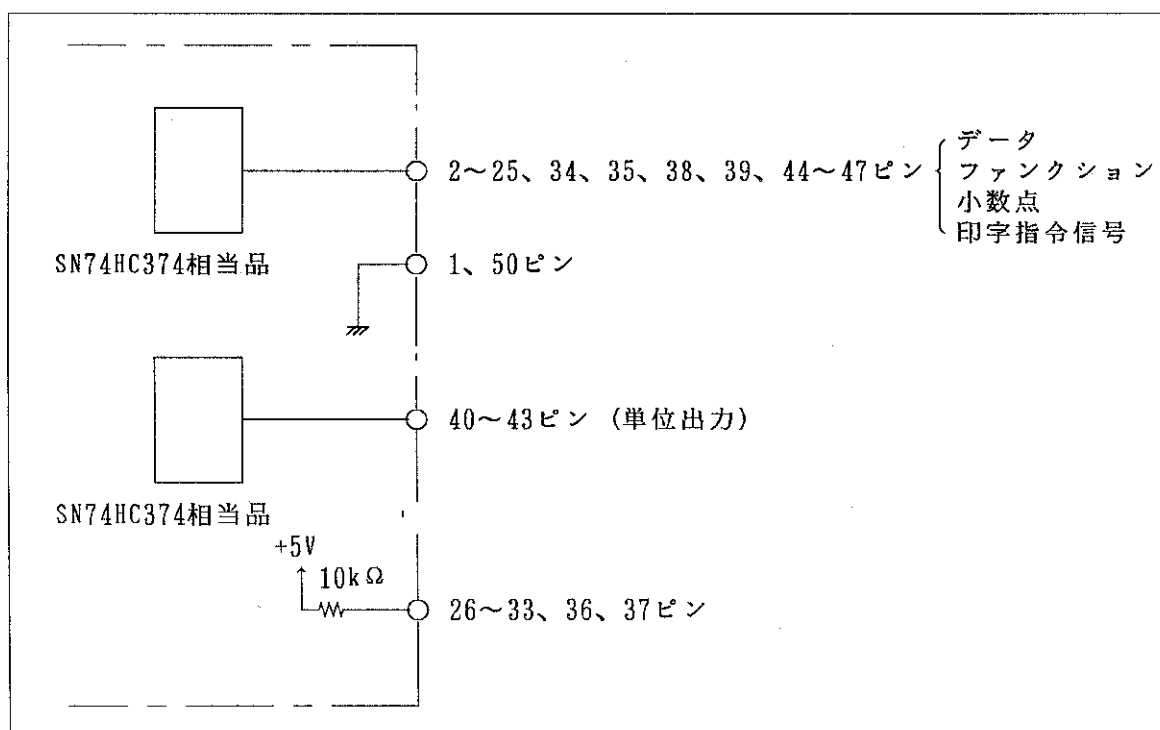 2～25、34、35、38、39、44～47ピン
データ
ファンクション
小数点
印字指令信号
SN74HC374相当品
1、50ピン
40～43ピン (単位出力)
SN74HC374相当品
+5V
10kΩ
26～33、36、37ピン